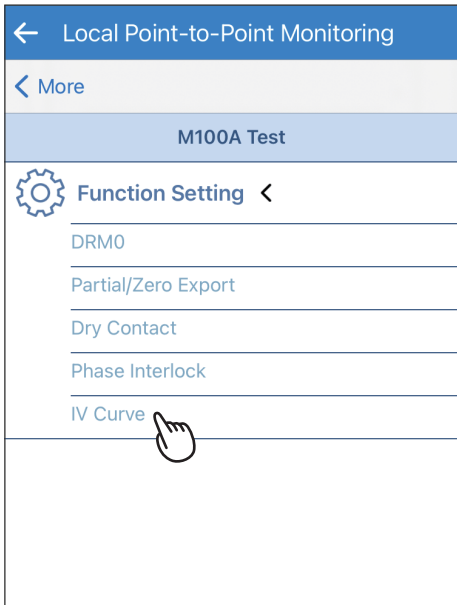 Local Point-to-Point Monitoring
More
M100A Test
Function Setting
DRM0
Partial/Zero Export
Dry Contact
Phase Interlock
IV Curve